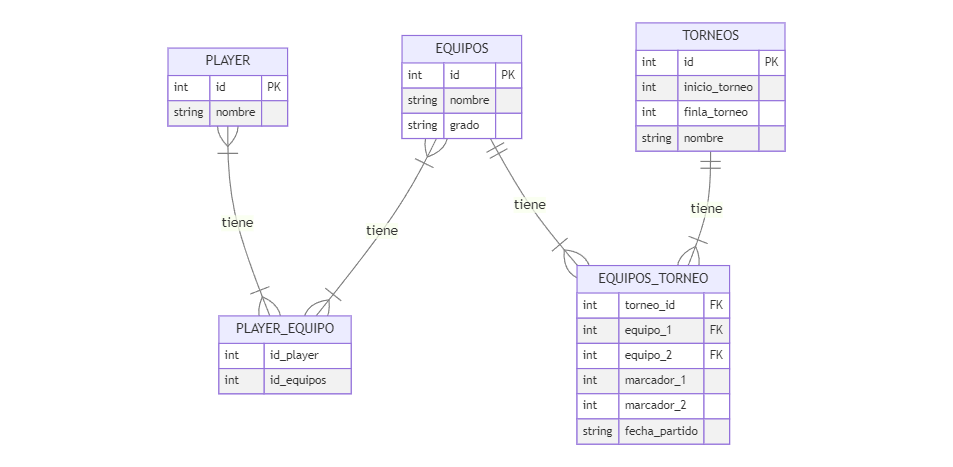 PLAYER
int id PK
string nombre
EQUIPOS
int id PK
string nombre
string grado
TORNEOS
int id PK
int inicio_torneo
int finla_torneo
string nombre
tiene
tiene
tiene
tiene
PLAYER_EQUIPO
int id_player
int id_equipos
EQUIPOS_TORNEO
int torneo_id FK
int equipo_1 FK
int equipo_2 FK
int marcador_1
int marcador_2
string fecha_partido